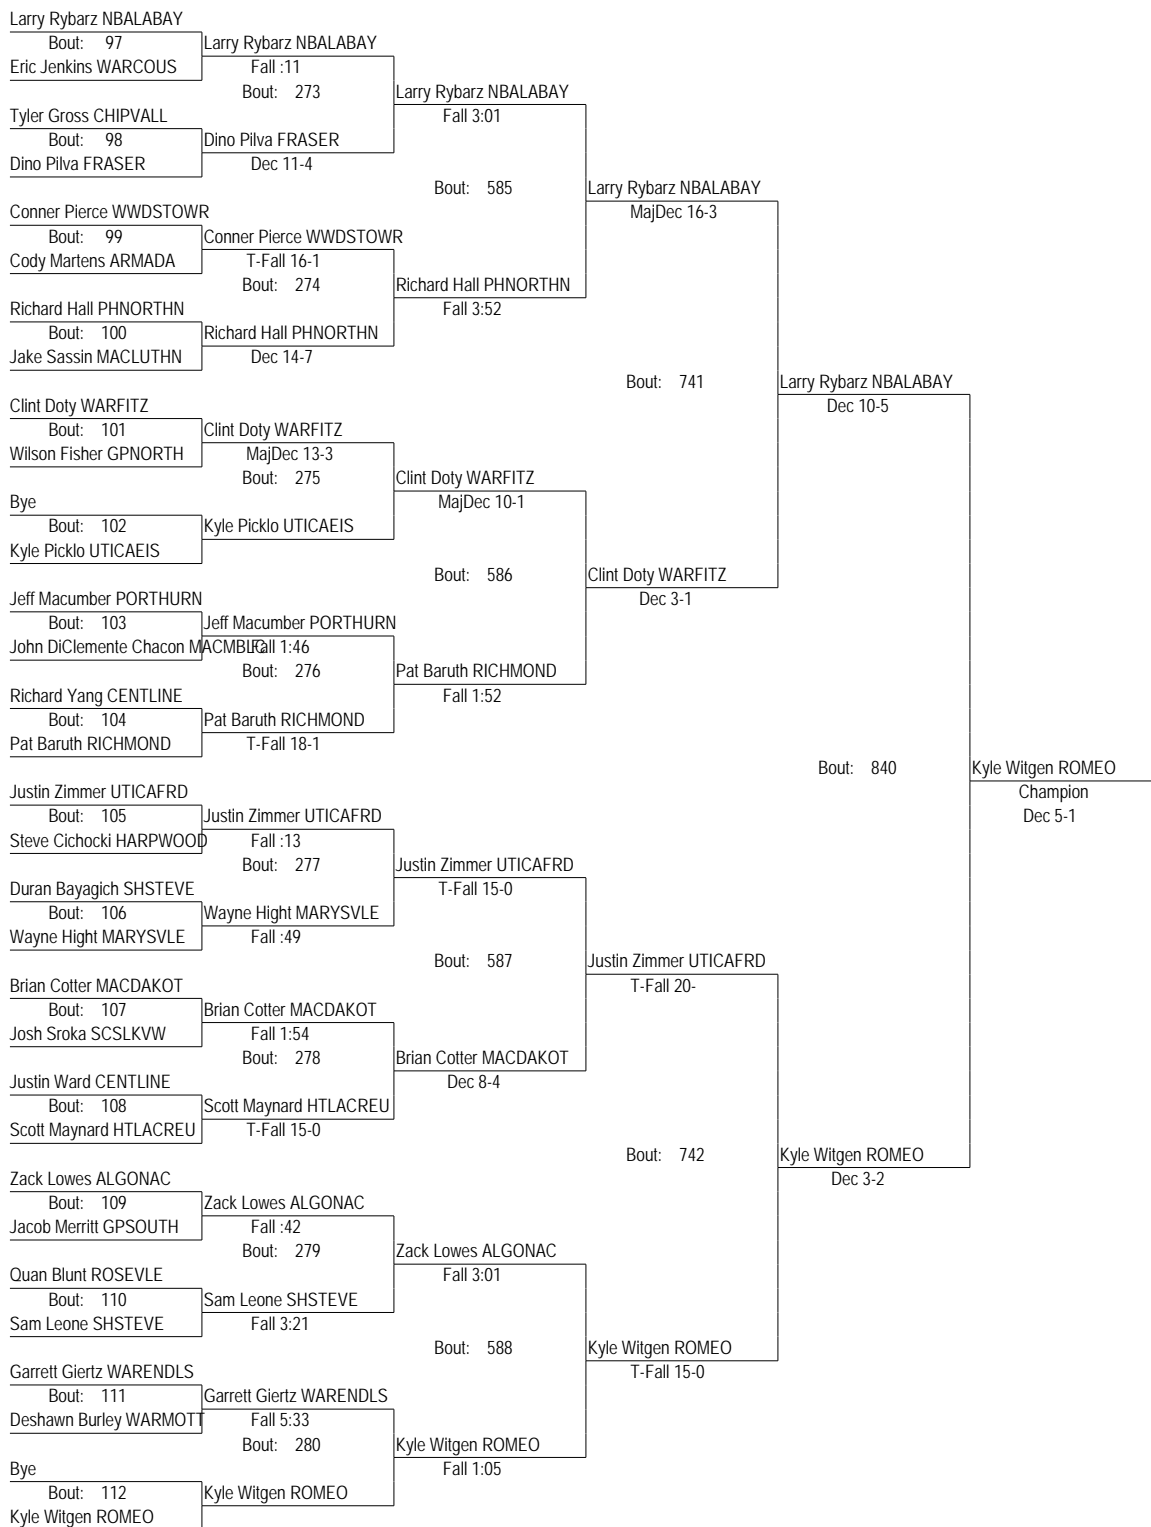 Larry Rybarz NBALABAY
Bout: 97
Larry Rybarz NBALABAY
Eric Jenkins WARCOUS
Fall :11
Bout: 273
Larry Rybarz NBALABAY
Fall 3:01
Tyler Gross CHIPVALL
Bout: 98
Dino Pilva FRASER
Dino Pilva FRASER
Dec 11-4
Bout: 585
Larry Rybarz NBALABAY
MajDec 16-3
Conner Pierce WWDSTOWR
Bout: 99
Conner Pierce WWDSTOWR
Cody Martens ARMADA
T-Fall 16-1
Bout: 274
Richard Hall PHNORTHN
Fall 3:52
Richard Hall PHNORTHN
Bout: 100
Richard Hall PHNORTHN
Jake Sassin MACLUTHN
Dec 14-7
Bout: 741
Larry Rybarz NBALABAY
Dec 10-5
Clint Doty WARFITZ
Bout: 101
Clint Doty WARFITZ
Wilson Fisher GPNORTH
MajDec 13-3
Bout: 275
Clint Doty WARFITZ
MajDec 10-1
Bye
Bout: 102
Kyle Picklo UTICAEIS
Kyle Picklo UTICAEIS
Bout: 586
Clint Doty WARFITZ
Dec 3-1
Jeff Macumber PORTHURN
Bout: 103
Jeff Macumber PORTHURN
John DiClemente Chacon MACMBLC
Fall 1:46
Bout: 276
Pat Baruth RICHMOND
Fall 1:52
Richard Yang CENTLINE
Bout: 104
Pat Baruth RICHMOND
Pat Baruth RICHMOND
T-Fall 18-1
Bout: 840
Kyle Witgen ROMEO
Champion
Dec 5-1
Justin Zimmer UTICAFRD
Bout: 105
Justin Zimmer UTICAFRD
Steve Cichocki HARPWOOD
Fall :13
Bout: 277
Justin Zimmer UTICAFRD
T-Fall 15-0
Duran Bayagich SHSTEVE
Bout: 106
Wayne Hight MARYSVLE
Wayne Hight MARYSVLE
Fall :49
Bout: 587
Justin Zimmer UTICAFRD
T-Fall 20-
Brian Cotter MACDAKOT
Bout: 107
Brian Cotter MACDAKOT
Josh Sroka SCSLKVW
Fall 1:54
Bout: 278
Brian Cotter MACDAKOT
Dec 8-4
Justin Ward CENTLINE
Bout: 108
Scott Maynard HTLACREU
Scott Maynard HTLACREU
T-Fall 15-0
Bout: 742
Kyle Witgen ROMEO
Dec 3-2
Zack Lowes ALGONAC
Bout: 109
Zack Lowes ALGONAC
Jacob Merritt GPSOUTH
Fall :42
Bout: 279
Zack Lowes ALGONAC
Fall 3:01
Quan Blunt ROSEVLE
Bout: 110
Sam Leone SHSTEVE
Sam Leone SHSTEVE
Fall 3:21
Bout: 588
Kyle Witgen ROMEO
T-Fall 15-0
Garrett Giertz WARENDLS
Bout: 111
Garrett Giertz WARENDLS
Deshawn Burley WARMOTT
Fall 5:33
Bout: 280
Kyle Witgen ROMEO
Fall 1:05
Bye
Bout: 112
Kyle Witgen ROMEO
Kyle Witgen ROMEO